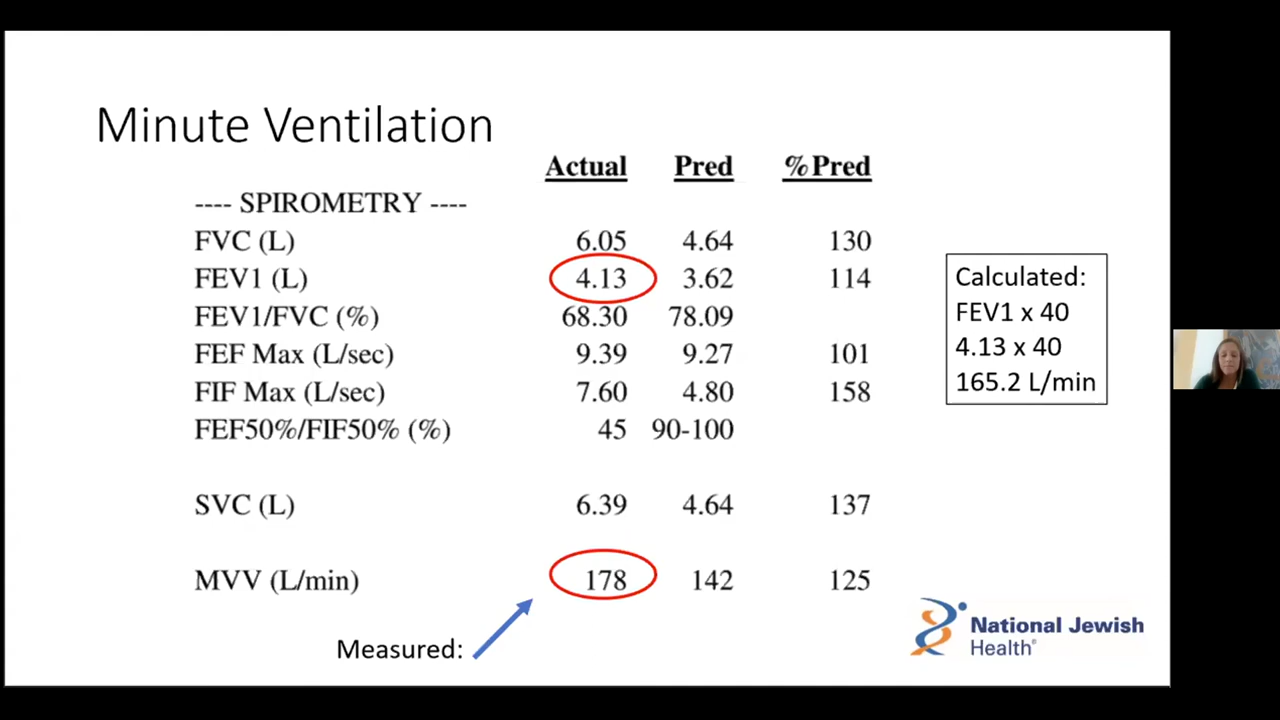 Minute Ventilation
Actual Pred % Pred
---- SPIROMETRY ----
FVC (L) 6.05 4.64 130
FEV1 (L) 4.13 3.62 114
FEV1/FVC (%) 68.30 78.09
FEF Max (L/sec) 9.39 9.27 101
FIF Max (L/sec) 7.60 4.80 158
FEF50%/FIF50% (%) 45 90-100
SVC (L) 6.39 4.64 137
MVV (L/min) 178 142 125
Measured:
Calculated:
FEV1 x 40
4.13 x 40
165.2 L/min
National Jewish
Health®